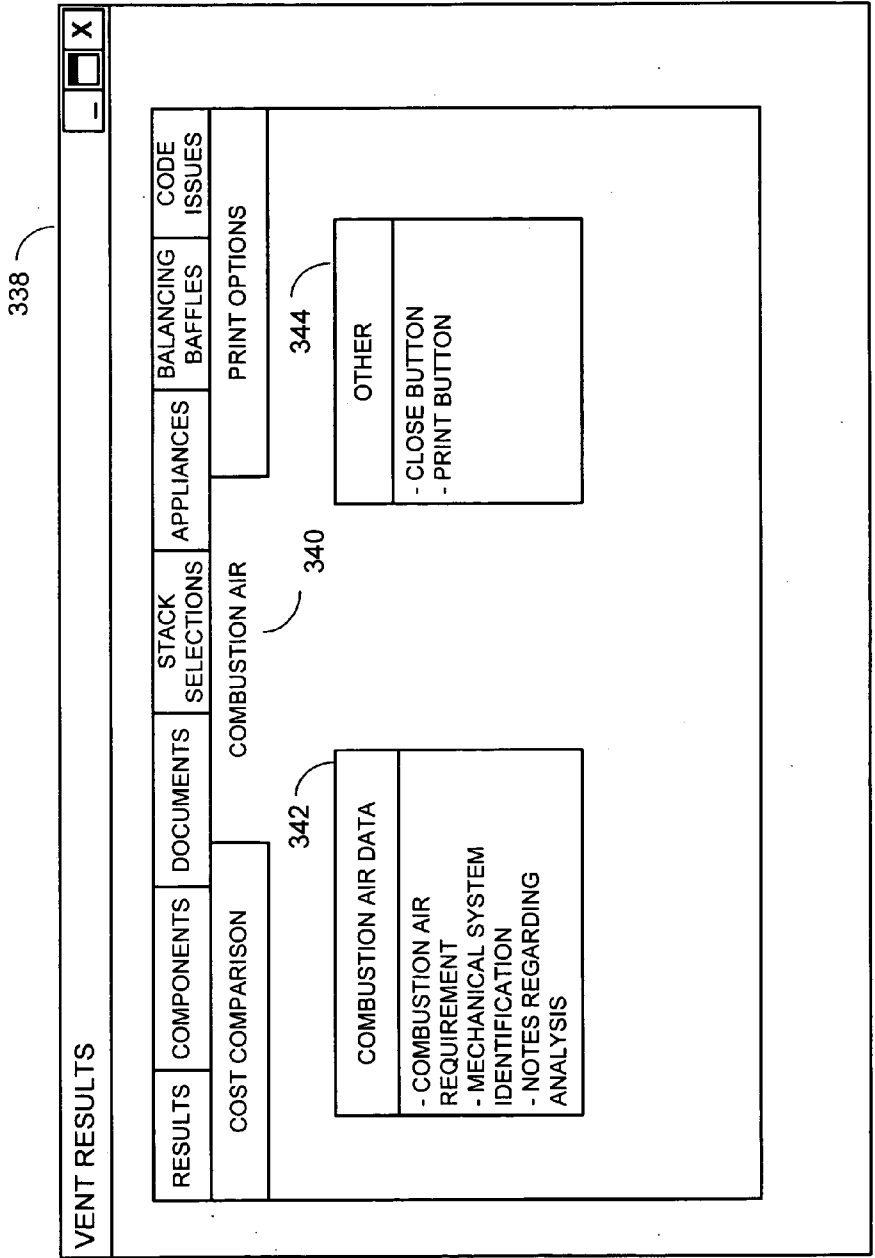 338
VENT RESULTS
RESULTS
COMPONENTS
DOCUMENTS
STACK
SELECTIONS
APPLIANCES
BALANCING
BAFFLES
CODE
ISSUES
COST COMPARISON
COMBUSTION AIR
PRINT OPTIONS
340
342
COMBUSTION AIR DATA
- COMBUSTION AIR
REQUIREMENT
- MECHANICAL SYSTEM
IDENTIFICATION
- NOTES REGARDING
ANALYSIS
344
OTHER
- CLOSE BUTTON
- PRINT BUTTON